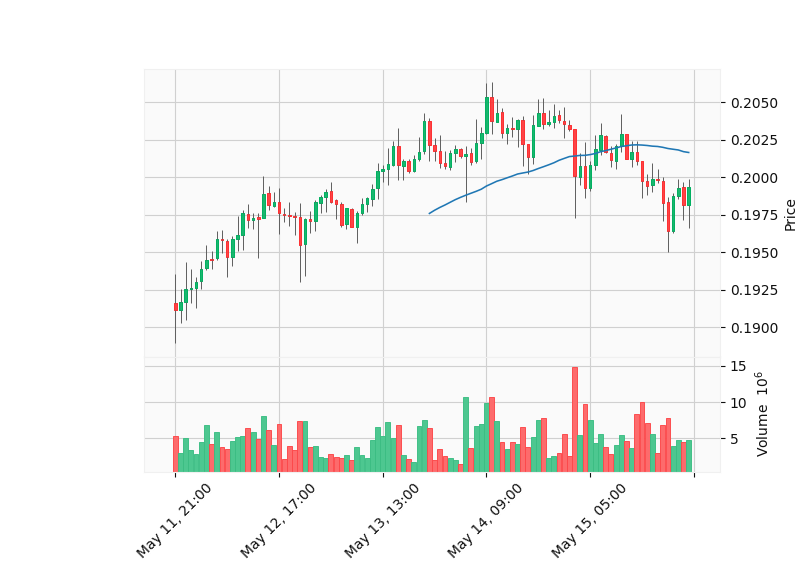 0.2050
0.2025
0.2000
0.1975
0.1950
0.1925
0.1900
Price
15
10
5
Volume 10^6
May 11, 21:00
May 12, 17:00
May 13, 13:00
May 14, 09:00
May 15, 05:00